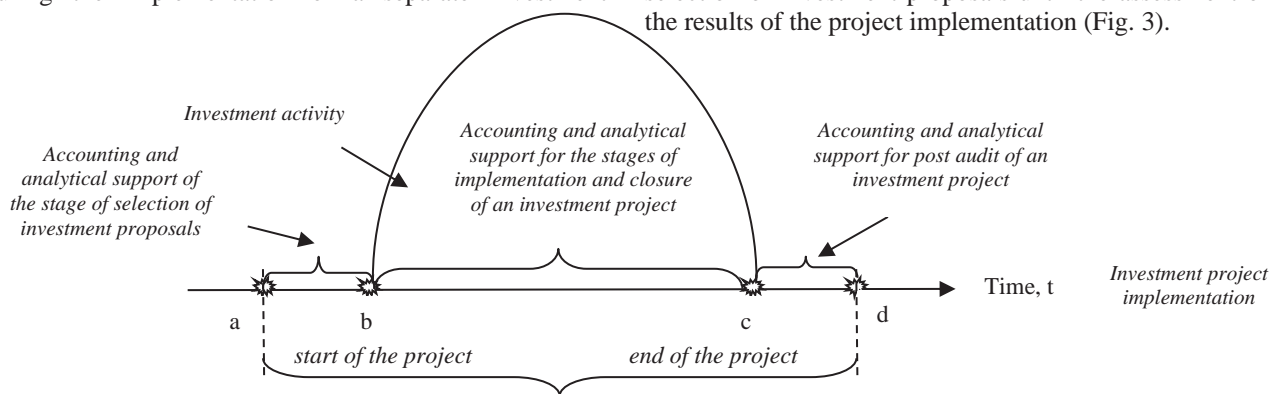 the results of the project implementation (Fig. 3).
Investment activity
Accounting and
analytical support of
the stage of selection of
investment proposals
Accounting and analytical
support for the stages of
implementation and closure
of an investment project
Accounting and analytical
support for post audit of an
investment project
Time, t
Investment project
implementation
a
b
c
d
start of the project
end of the project